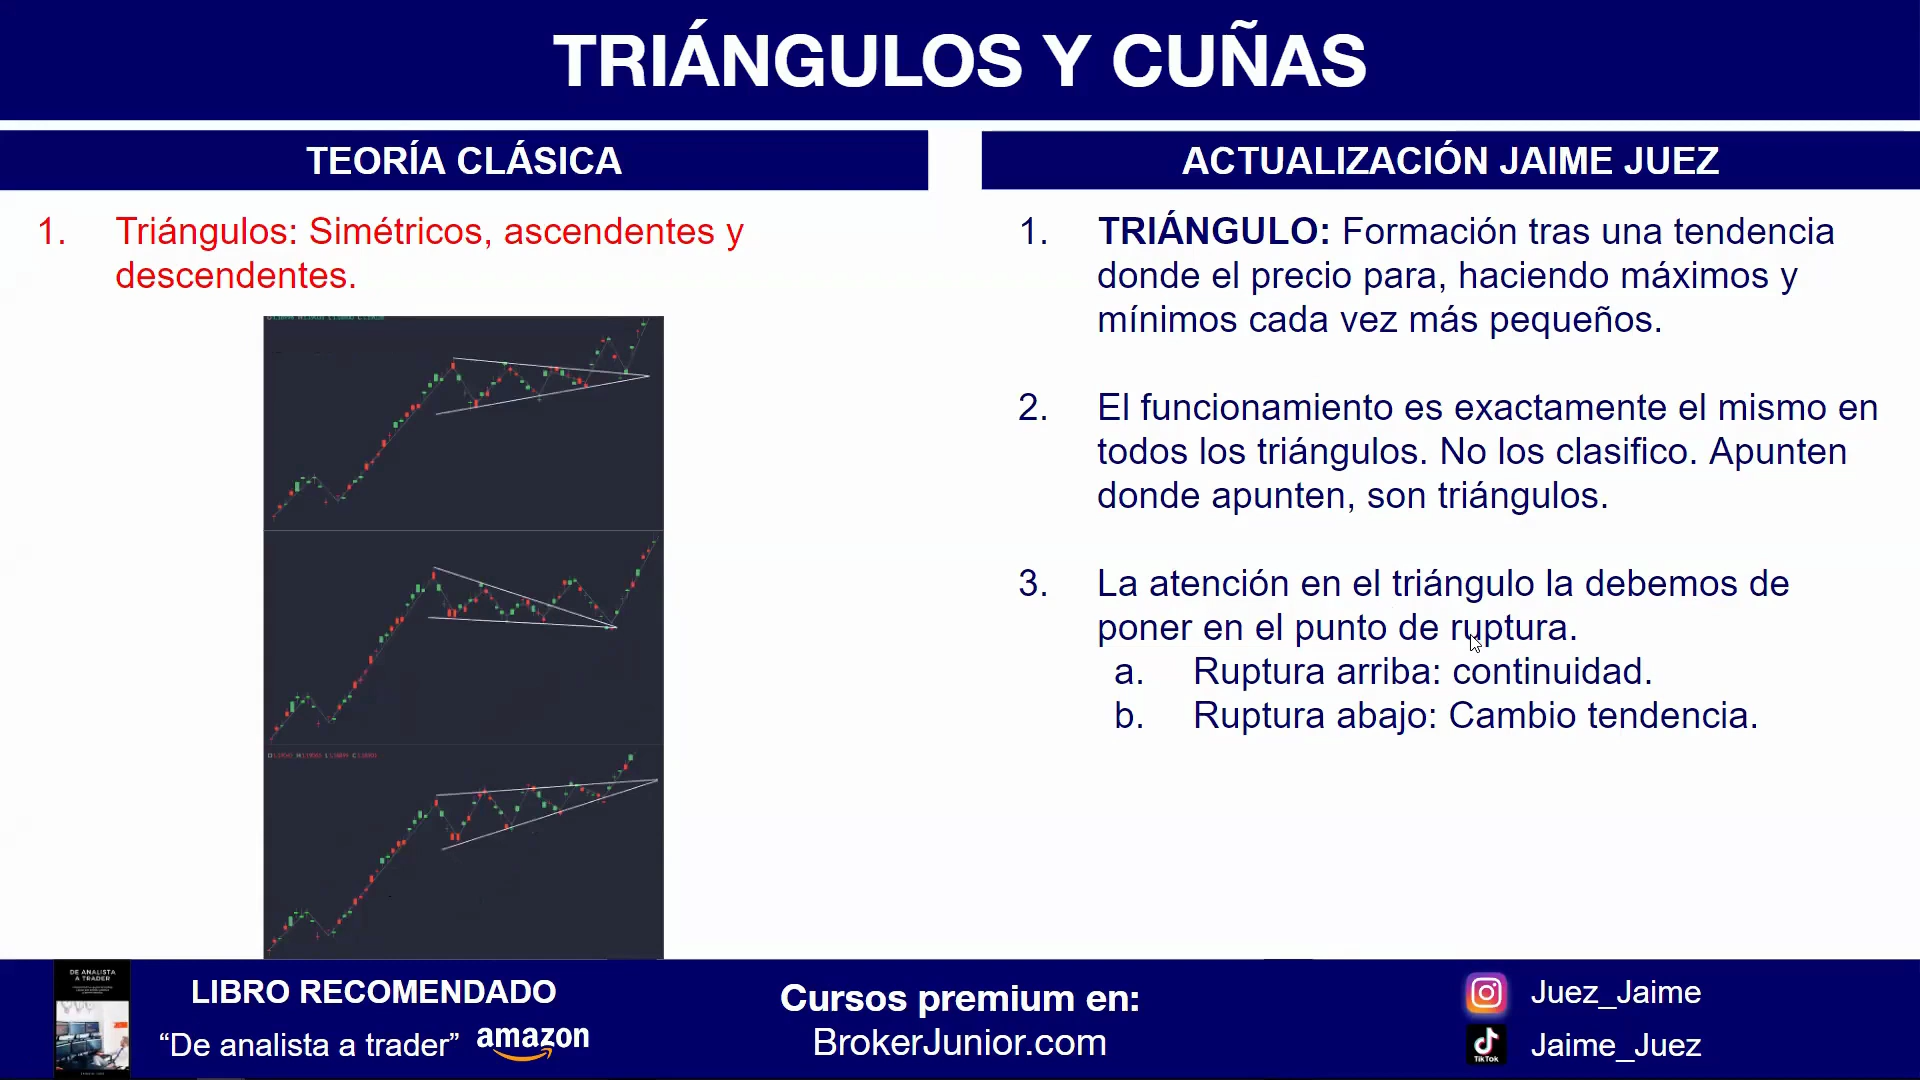 TRIÁNGULOS Y CUÑAS
TEORÍA CLÁSICA
1. Triángulos: Simétricos, ascendentes y
descendentes.
ACTUALIZACIÓN JAIME JUEZ
1. TRIÁNGULO: Formación tras una tendencia
donde el precio para, haciendo máximos y
mínimos cada vez más pequeños.
2. El funcionamiento es exactamente el mismo en
todos los triángulos. No los clasifico. Apunten
donde apunten, son triángulos.
3. La atención en el triángulo la debemos de
poner en el punto de ruptura.
a. Ruptura arriba: continuidad.
b. Ruptura abajo: Cambio tendencia.
DE ANALISTA
A TRADER
LIBRO RECOMENDADO
“De analista a trader” amazon
Cursos premium en:
BrokerJunior.com
Juez_Jaime
TikTok
Jaime_Juez